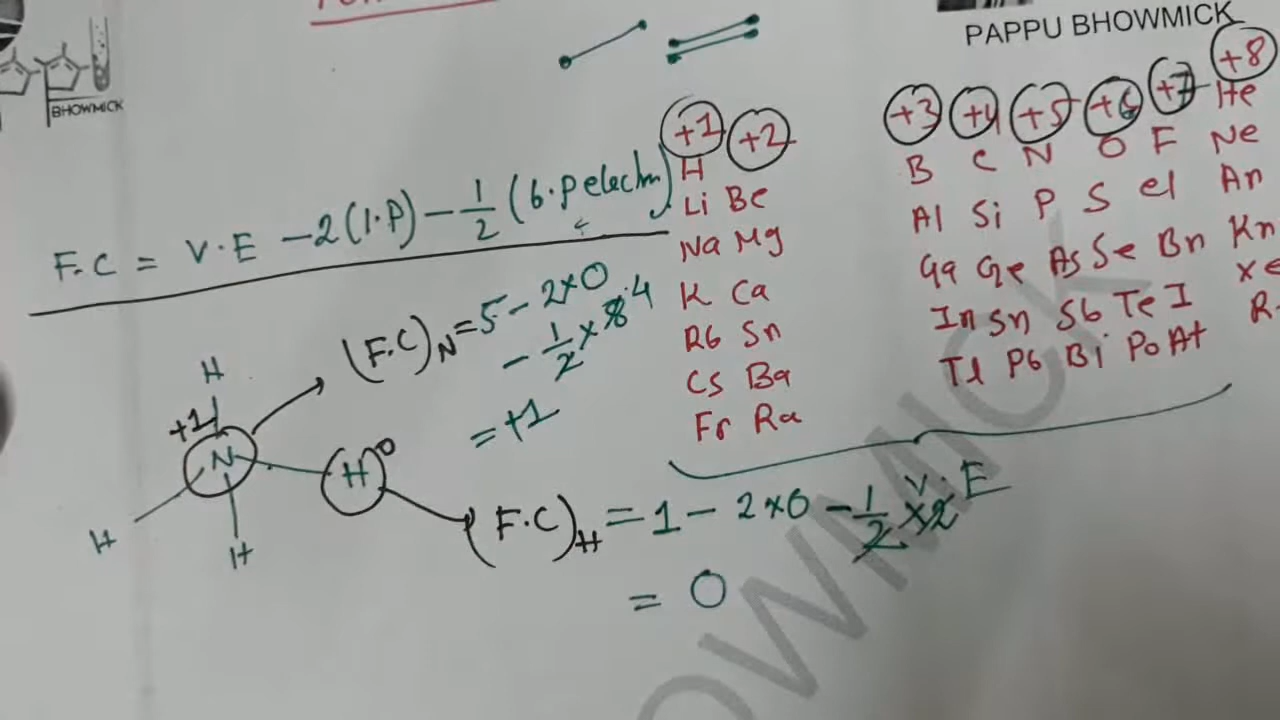 PAPPU BHOWMICK
BHOWMICK
F.C = V.E - 2(l.P) - 1/2 (b.p electrn)
+1 +2 +3 +4 +5 +6 +7 +8
H He
Li Be B C N O F Ne
Na Mg Al Si P S Cl Ar
K Ca Ga Ge As Se Br Kr
Rb Sr In Sn Sb Te I Xe
Cs Ba Tl Pb Bi Po At R
Fr Ra
V.E
(F.C)N = 5 - 2×0
- 1/2 × 8 4
= +1
H
+1
N H 0
H H
(F.C)H = 1 - 2×0 - 1/2 ×2
= 0
OWMICK